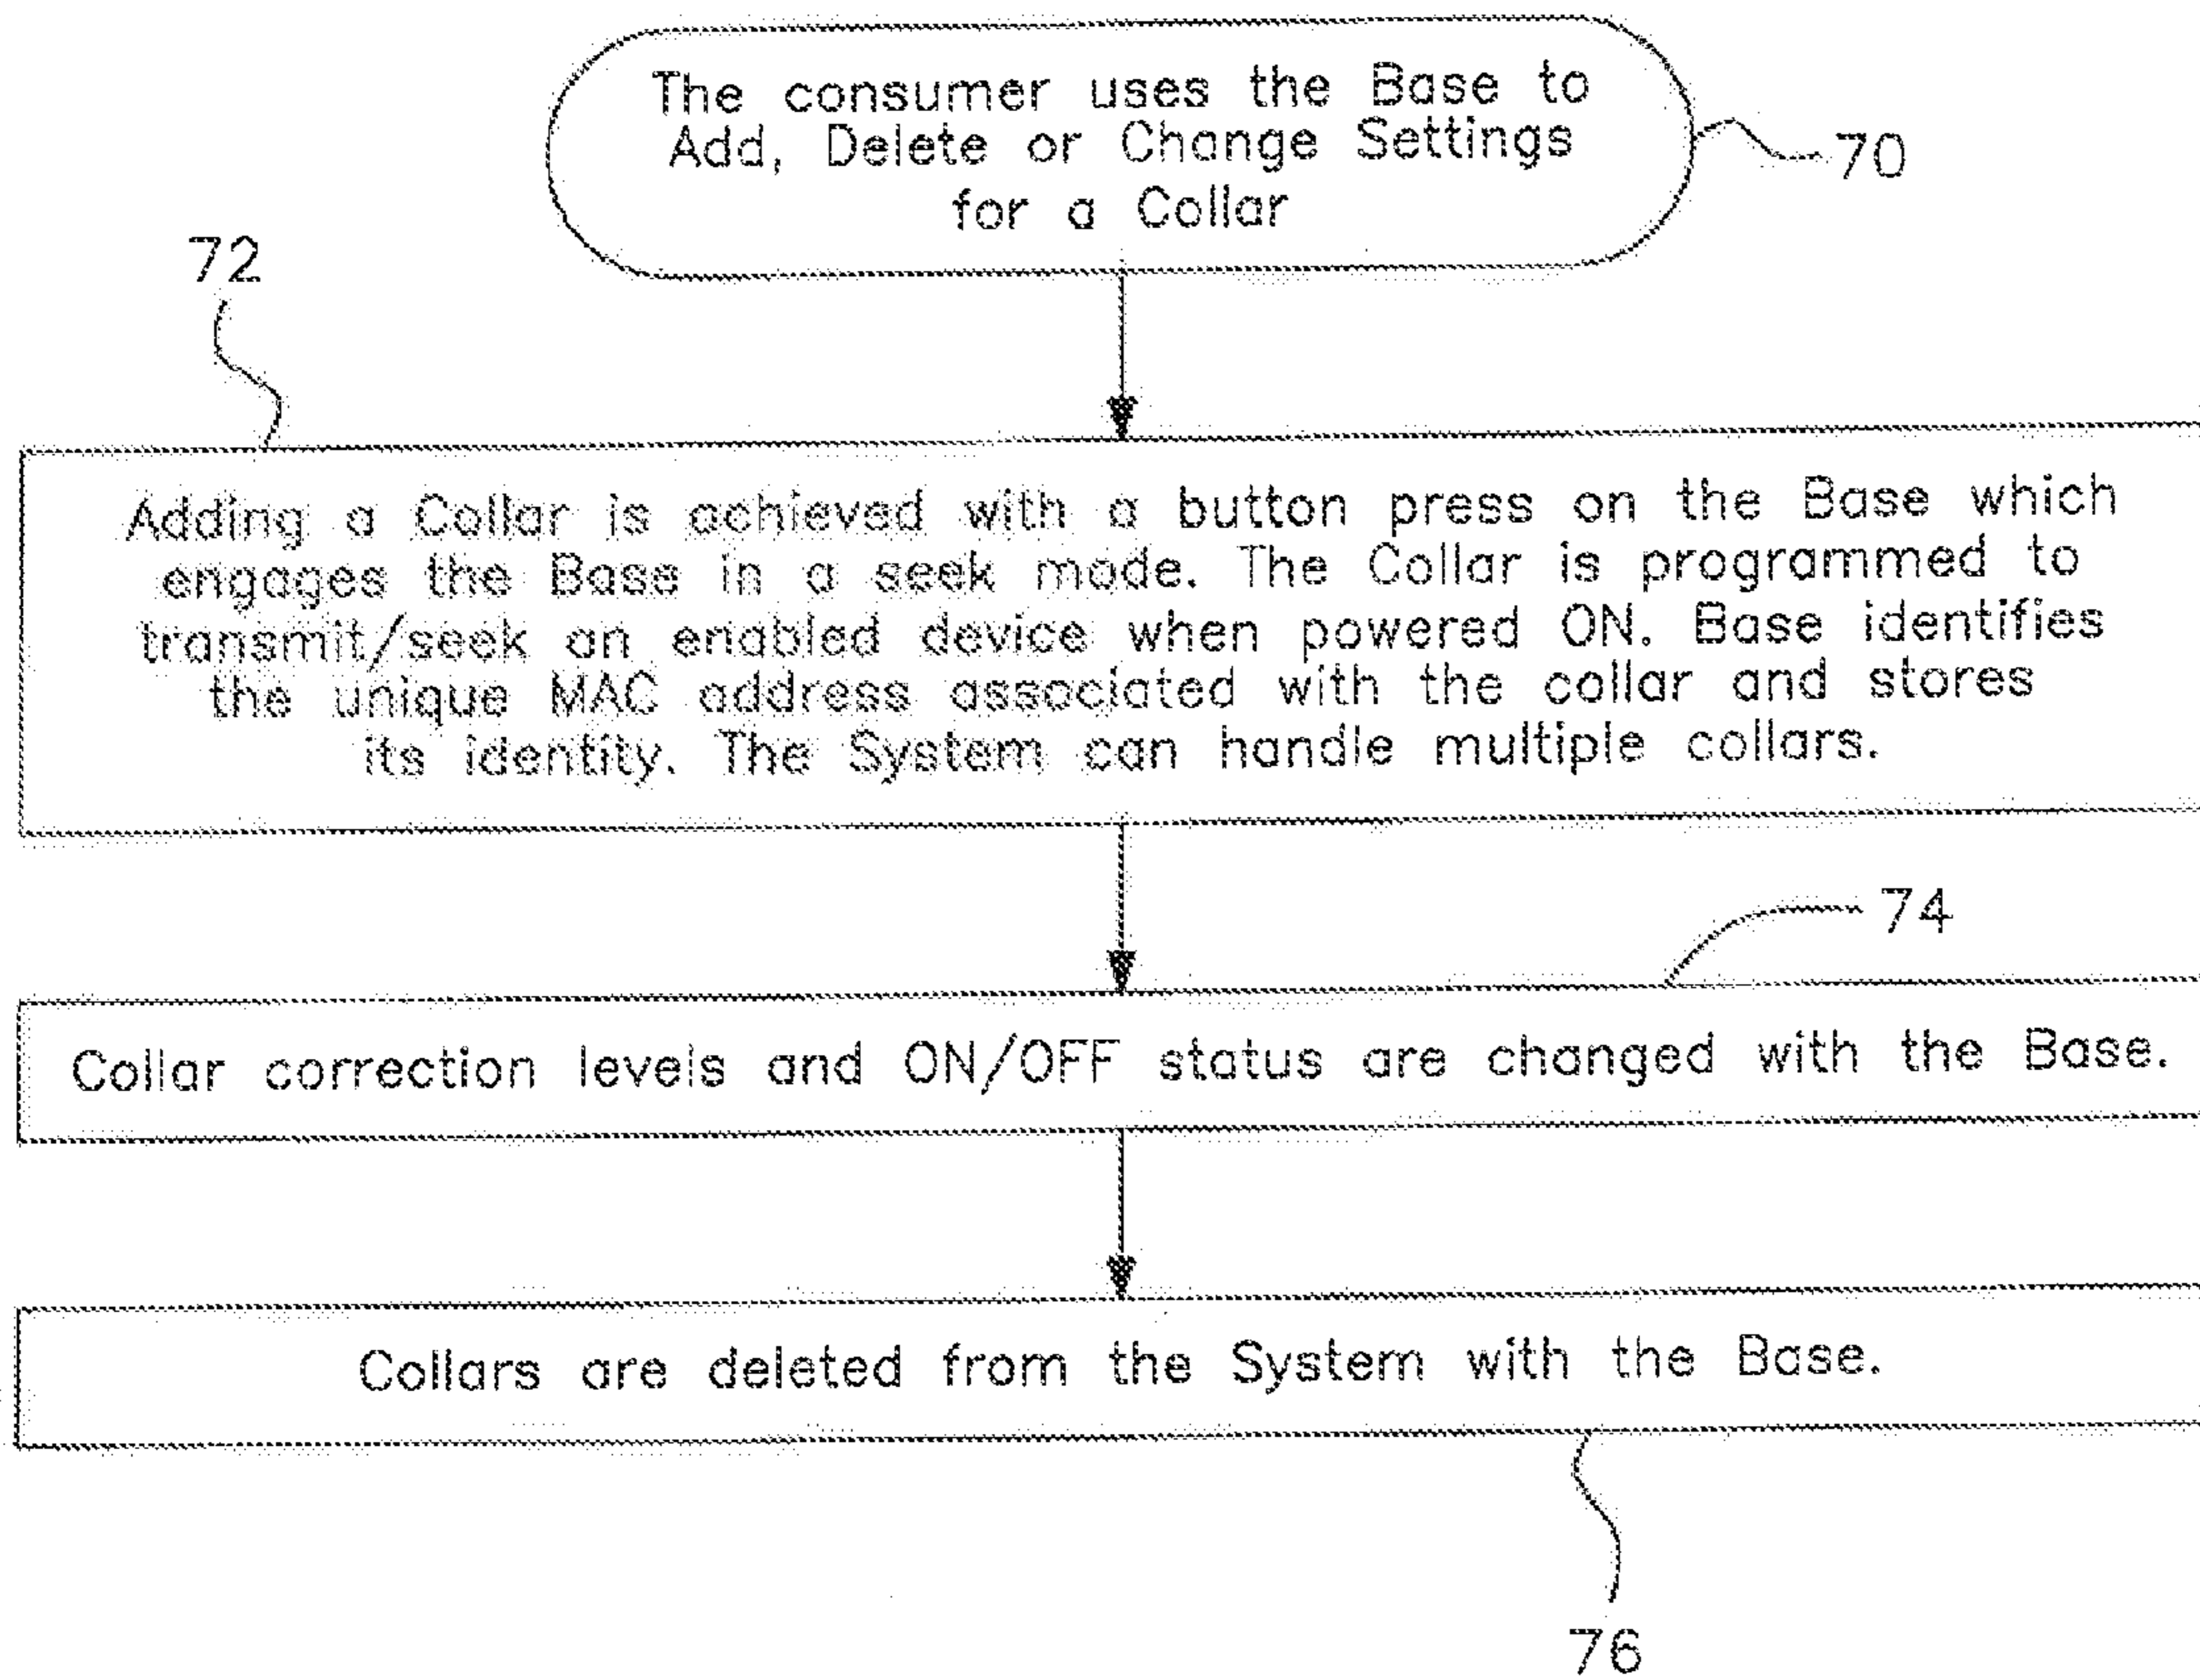 The consumer uses the Base to
Add, Delete or Change Settings
for a Collar
70
72
Adding a Collar is achieved with a button press on the Base which
engages the Base in a seek mode. The Collar is programmed to
transmit/seek an enabled device when powered ON. Base identifies
the unique MAC address associated with the collar and stores
its identity. The System can handle multiple collars.
74
Collar correction levels and ON/OFF status are changed with the Base.
Collars are deleted from the System with the Base.
76